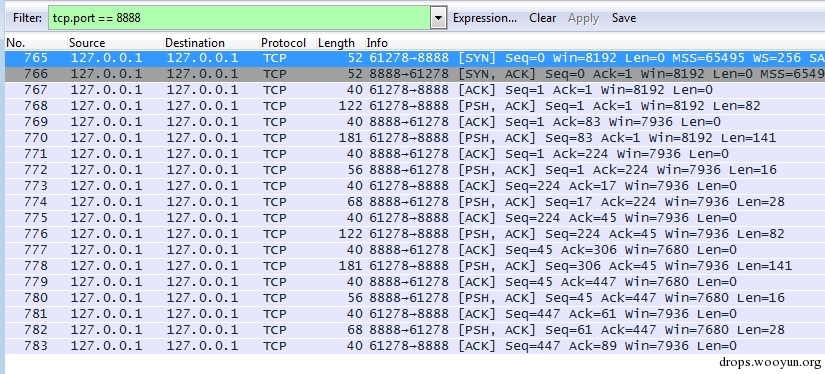 Filter: tcp.port == 8888 Expression... Clear Apply Save
No. Source Destination Protocol Length Info
765 127.0.0.1 127.0.0.1 TCP 52 61278→8888 [SYN] Seq=0 Win=8192 Len=0 MSS=65495 WS=256 SA
766 127.0.0.1 127.0.0.1 TCP 52 8888→61278 [SYN, ACK] Seq=0 Ack=1 Win=8192 Len=0 MSS=6549
767 127.0.0.1 127.0.0.1 TCP 40 61278→8888 [ACK] Seq=1 Ack=1 Win=8192 Len=0
768 127.0.0.1 127.0.0.1 TCP 122 61278→8888 [PSH, ACK] Seq=1 Ack=1 Win=8192 Len=82
769 127.0.0.1 127.0.0.1 TCP 40 8888→61278 [ACK] Seq=1 Ack=83 Win=7936 Len=0
770 127.0.0.1 127.0.0.1 TCP 181 61278→8888 [PSH, ACK] Seq=83 Ack=1 Win=8192 Len=141
771 127.0.0.1 127.0.0.1 TCP 40 8888→61278 [ACK] Seq=1 Ack=224 Win=7936 Len=0
772 127.0.0.1 127.0.0.1 TCP 56 8888→61278 [PSH, ACK] Seq=1 Ack=224 Win=7936 Len=16
773 127.0.0.1 127.0.0.1 TCP 40 61278→8888 [ACK] Seq=224 Ack=17 Win=7936 Len=0
774 127.0.0.1 127.0.0.1 TCP 68 8888→61278 [PSH, ACK] Seq=17 Ack=224 Win=7936 Len=28
775 127.0.0.1 127.0.0.1 TCP 40 61278→8888 [ACK] Seq=224 Ack=45 Win=7936 Len=0
776 127.0.0.1 127.0.0.1 TCP 122 61278→8888 [PSH, ACK] Seq=224 Ack=45 Win=7936 Len=82
777 127.0.0.1 127.0.0.1 TCP 40 8888→61278 [ACK] Seq=45 Ack=306 Win=7680 Len=0
778 127.0.0.1 127.0.0.1 TCP 181 61278→8888 [PSH, ACK] Seq=306 Ack=45 Win=7936 Len=141
779 127.0.0.1 127.0.0.1 TCP 40 8888→61278 [ACK] Seq=45 Ack=447 Win=7680 Len=0
780 127.0.0.1 127.0.0.1 TCP 56 8888→61278 [PSH, ACK] Seq=45 Ack=447 Win=7680 Len=16
781 127.0.0.1 127.0.0.1 TCP 40 61278→8888 [ACK] Seq=447 Ack=61 Win=7936 Len=0
782 127.0.0.1 127.0.0.1 TCP 68 8888→61278 [PSH, ACK] Seq=61 Ack=447 Win=7680 Len=28
783 127.0.0.1 127.0.0.1 TCP 40 61278→8888 [ACK] Seq=447 Ack=89 Win=7936 Len=0
drops.wooyun.org